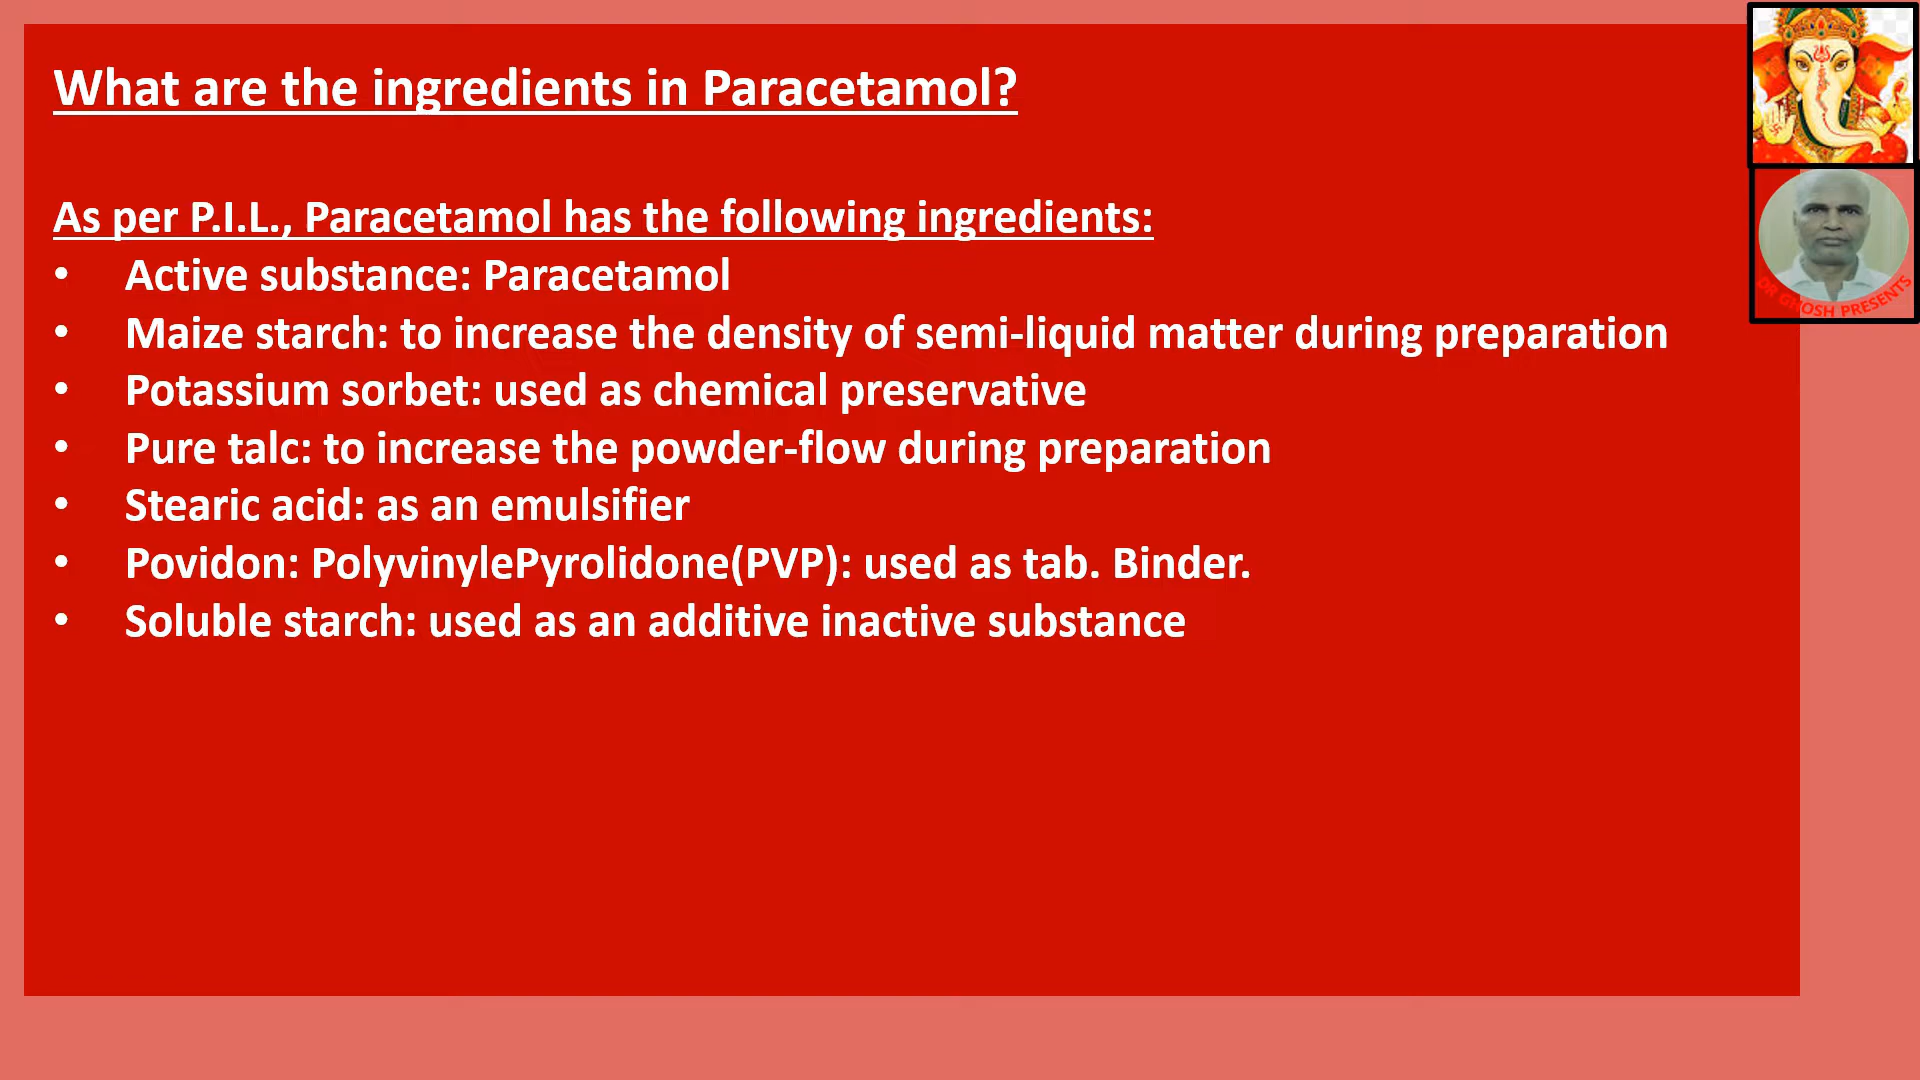 What are the ingredients in Paracetamol?
As per P.I.L., Paracetamol has the following ingredients:
• Active substance: Paracetamol
• Maize starch: to increase the density of semi-liquid matter during preparation
• Potassium sorbet: used as chemical preservative
• Pure talc: to increase the powder-flow during preparation
• Stearic acid: as an emulsifier
• Povidon: PolyvinylePyrolidone(PVP): used as tab. Binder.
• Soluble starch: used as an additive inactive substance
DR GHOSH PRESENTS